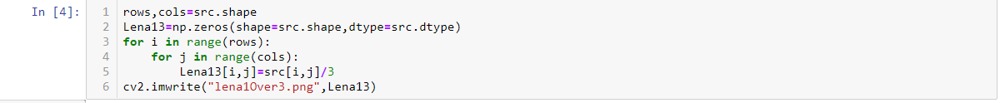 In [4]:
1 rows,cols=src.shape
2 Lena13=np.zeros(shape=src.shape,dtype=src.dtype)
3 for i in range(rows):
4     for j in range(cols):
5         Lena13[i,j]=src[i,j]/3
6 cv2.imwrite("lena1Over3.png",Lena13)